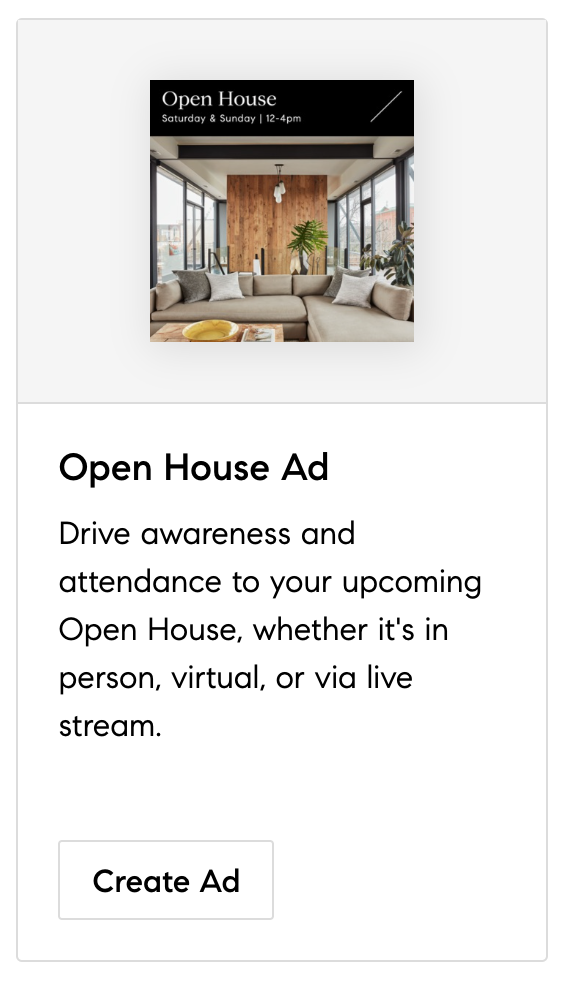 Open House
Saturday & Sunday | 12-4pm
Open House Ad
Drive awareness and
attendance to your upcoming
Open House, whether it's in
person, virtual, or via live
stream.
Create Ad